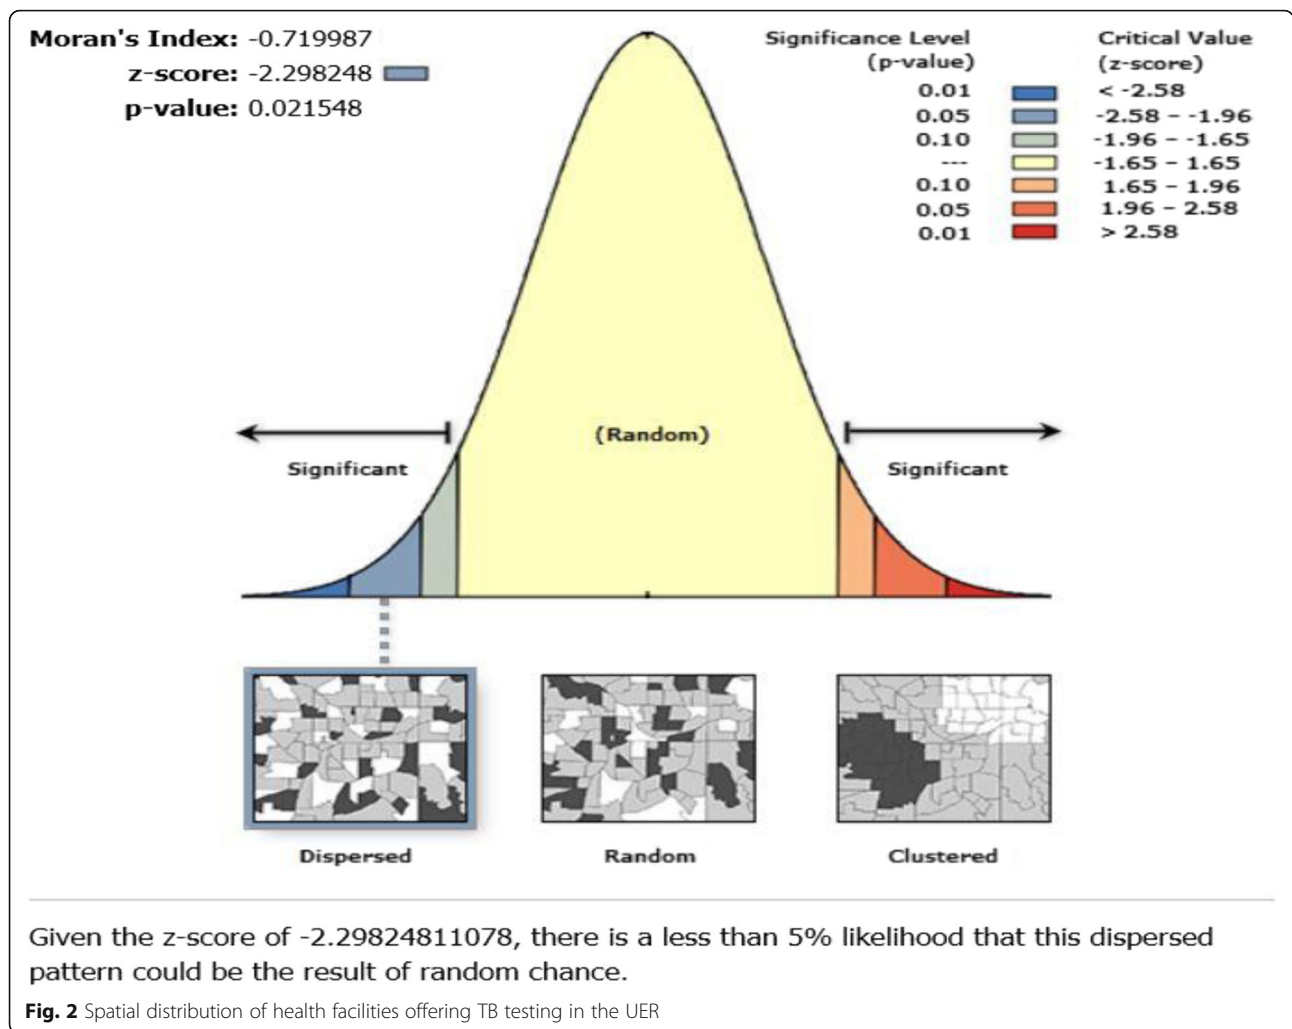 Moran's Index: -0.719987
z-score: -2.298248
p-value: 0.021548
Significance Level
(p-value)
Critical Value
(z-score)
0.01 < -2.58
0.05 -2.58 – -1.96
0.10 -1.96 – -1.65
--- -1.65 – 1.65
0.10 1.65 – 1.96
0.05 1.96 – 2.58
0.01 > 2.58
(Random)
Significant
Significant
Dispersed
Random
Clustered
Given the z-score of -2.29824811078, there is a less than 5% likelihood that this dispersed
pattern could be the result of random chance.
Fig. 2 Spatial distribution of health facilities offering TB testing in the UER